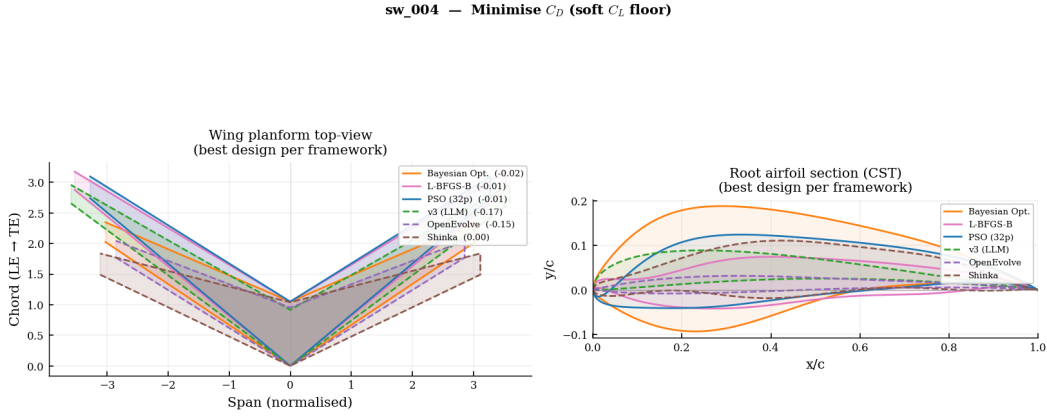 sw_004 — Minimise C_D (soft C_L floor)
Wing planform top-view
(best design per framework)
Chord (LE → TE)
3.0
2.5
2.0
1.5
1.0
0.5
0.0
Bayesian Opt. (-0.02)
L-BFGS-B (-0.01)
PSO (32p) (-0.01)
v3 (LLM) (-0.17)
OpenEvolve (-0.15)
Shinka (0.00)
−3 −2 −1 0 1 2 3
Span (normalised)
Root airfoil section (CST)
(best design per framework)
y/c
0.2
0.1
0.0
−0.1
Bayesian Opt.
L-BFGS-B
PSO (32p)
v3 (LLM)
OpenEvolve
Shinka
0.0 0.2 0.4 0.6 0.8 1.0
x/c